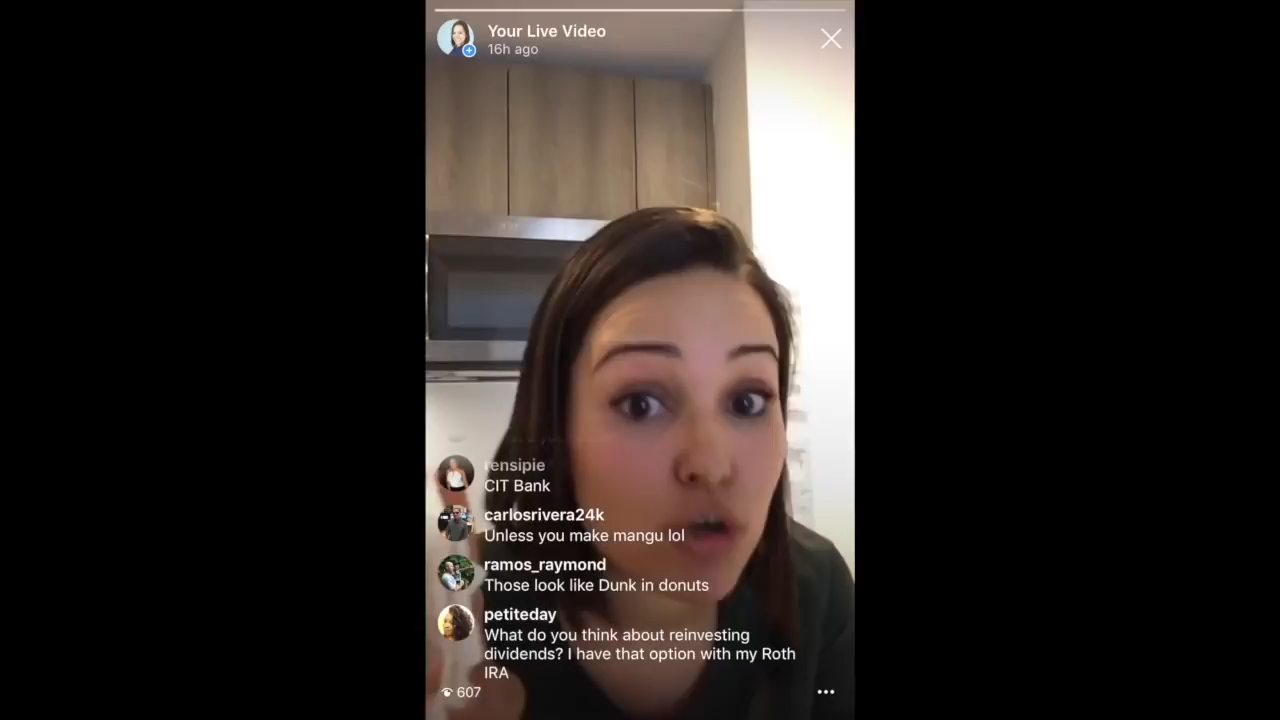 Your Live Video
16h ago
rensipie
CIT Bank
carlosrivera24k
Unless you make mangu lol
ramos_raymond
Those look like Dunk in donuts
petiteday
What do you think about reinvesting
dividends? I have that option with my Roth
IRA
607